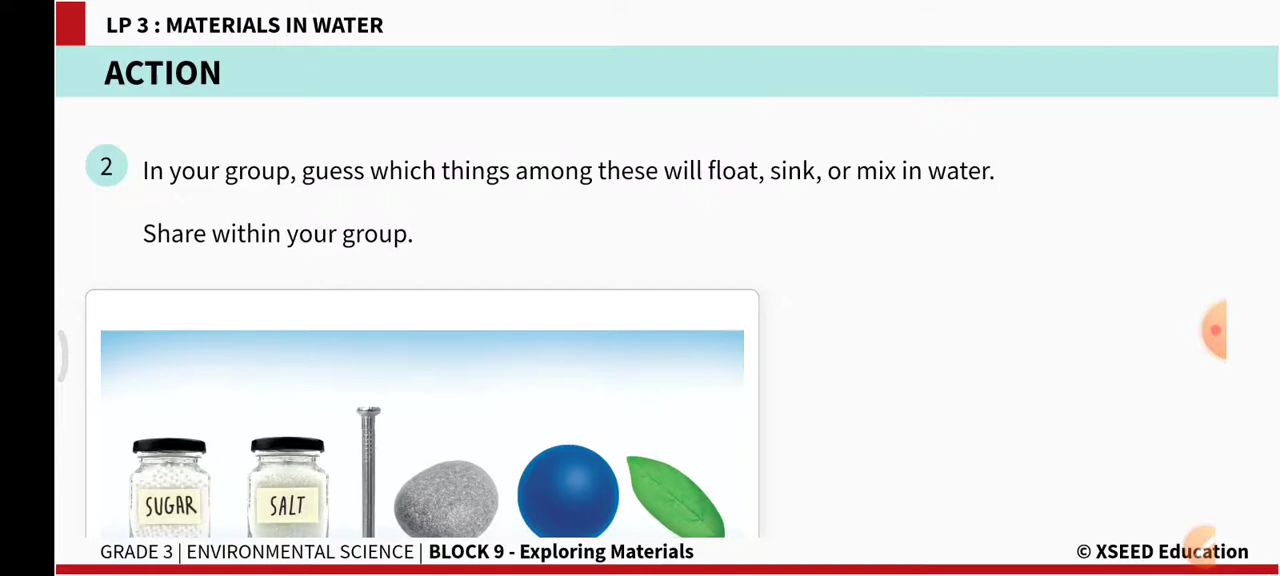 LP 3 : MATERIALS IN WATER
ACTION
2 In your group, guess which things among these will float, sink, or mix in water.
Share within your group.
SUGAR SALT
GRADE 3 | ENVIRONMENTAL SCIENCE | BLOCK 9 - Exploring Materials © XSEED Education